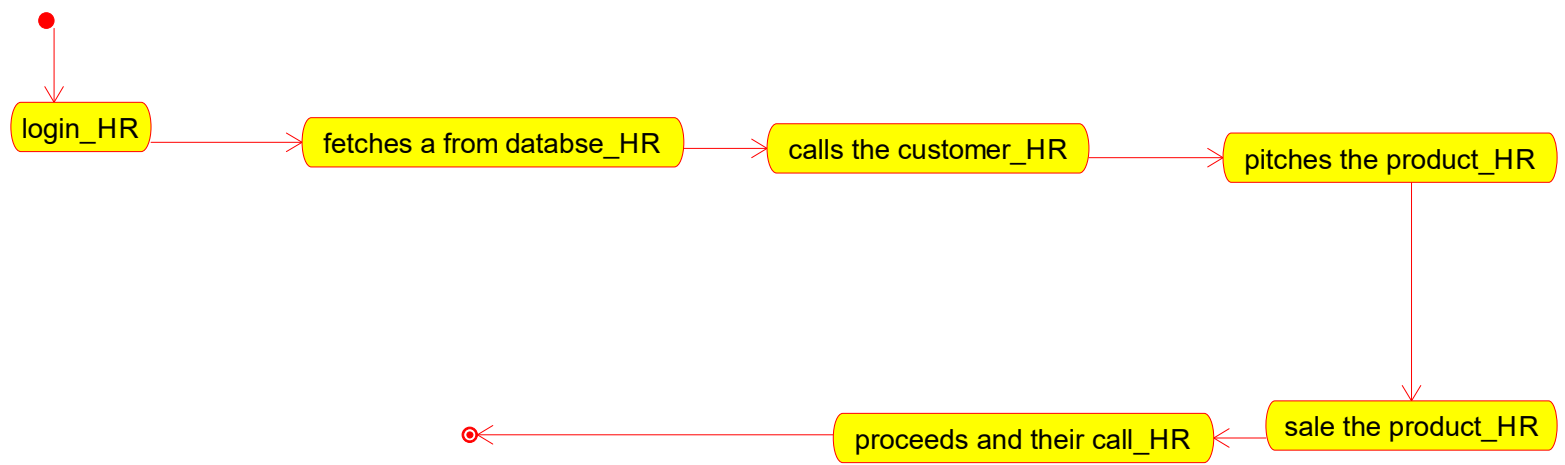 login_HR
fetches a from databse_HR
calls the customer_HR
pitches the product_HR
sale the product_HR
proceeds and their call_HR